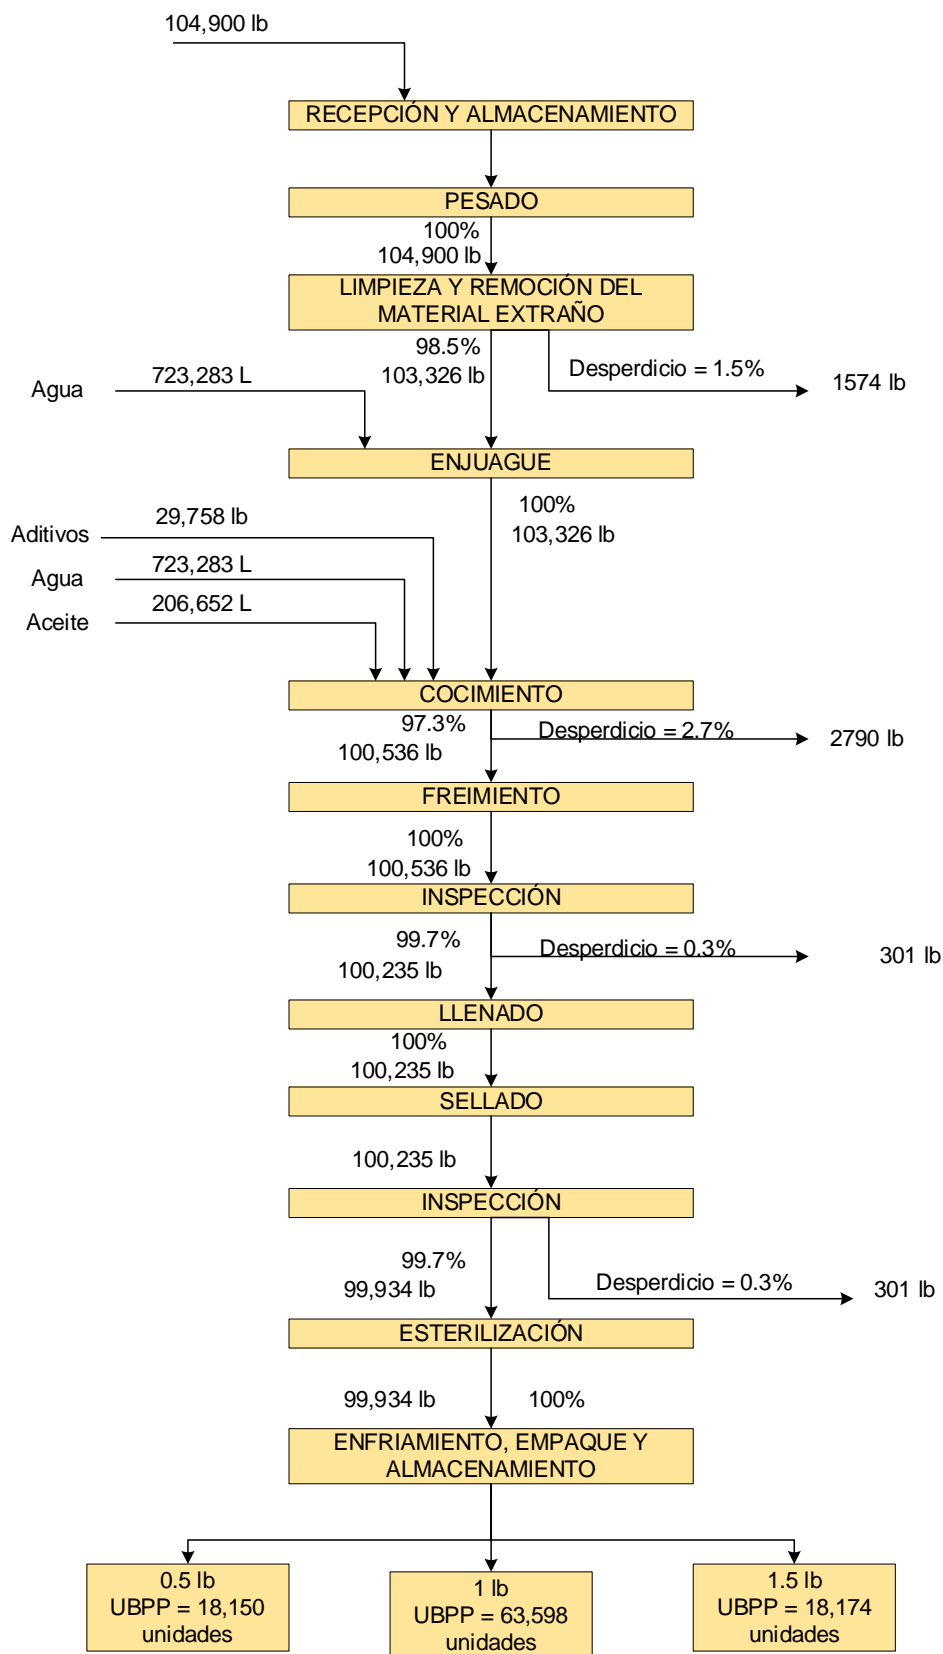 104,900 lb
RECEPCIÓN Y ALMACENAMIENTO
PESADO
100%
104,900 lb
LIMPIEZA Y REMOCIÓN DEL
MATERIAL EXTRAÑO
98.5%
103,326 lb
Desperdicio = 1.5%
1574 lb
Agua
723,283 L
ENJUAGUE
100%
103,326 lb
Aditivos
29,758 lb
Agua
723,283 L
Aceite
206,652 L
COCIMIENTO
97.3%
100,536 lb
Desperdicio = 2.7%
2790 lb
FREIMIENTO
100%
100,536 lb
INSPECCIÓN
99.7%
100,235 lb
Desperdicio = 0.3%
301 lb
LLENADO
100%
100,235 lb
SELLADO
100,235 lb
INSPECCIÓN
99.7%
99,934 lb
Desperdicio = 0.3%
301 lb
ESTERILIZACIÓN
99,934 lb
100%
ENFRIAMIENTO, EMPAQUE Y
ALMACENAMIENTO
0.5 lb
UBPP = 18,150
unidades
1 lb
UBPP = 63,598
unidades
1.5 lb
UBPP = 18,174
unidades